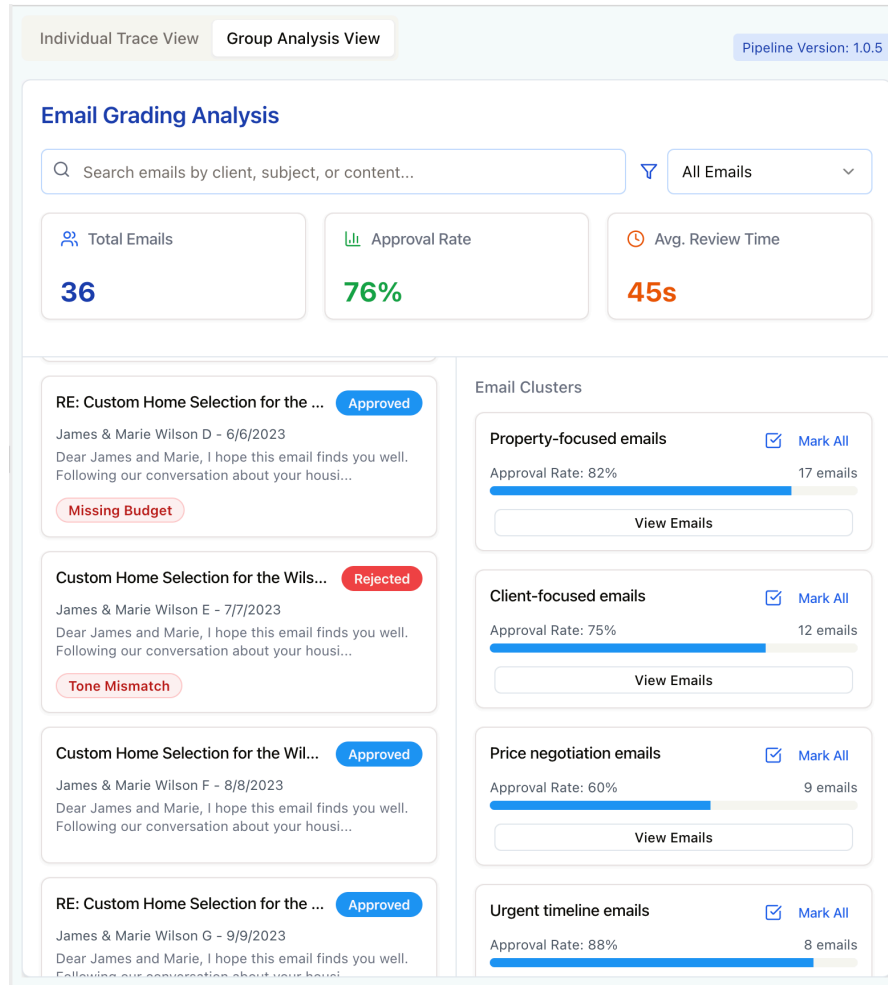 Individual Trace View
Group Analysis View
Pipeline Version: 1.0.5
Email Grading Analysis
Search emails by client, subject, or content...
All Emails
Total Emails
36
Approval Rate
76%
Avg. Review Time
45s
RE: Custom Home Selection for the ...
Approved
James & Marie Wilson D - 6/6/2023
Dear James and Marie, I hope this email finds you well.
Following our conversation about your housi...
Missing Budget
Custom Home Selection for the Wils...
Rejected
James & Marie Wilson E - 7/7/2023
Dear James and Marie, I hope this email finds you well.
Following our conversation about your housi...
Tone Mismatch
Custom Home Selection for the Wil...
Approved
James & Marie Wilson F - 8/8/2023
Dear James and Marie, I hope this email finds you well.
Following our conversation about your housi...
RE: Custom Home Selection for the ...
Approved
James & Marie Wilson G - 9/9/2023
Dear James and Marie, I hope this email finds you well.
Following our conversation about your housi...
Email Clusters
Property-focused emails
Mark All
Approval Rate: 82%
17 emails
View Emails
Client-focused emails
Mark All
Approval Rate: 75%
12 emails
View Emails
Price negotiation emails
Mark All
Approval Rate: 60%
9 emails
View Emails
Urgent timeline emails
Mark All
Approval Rate: 88%
8 emails